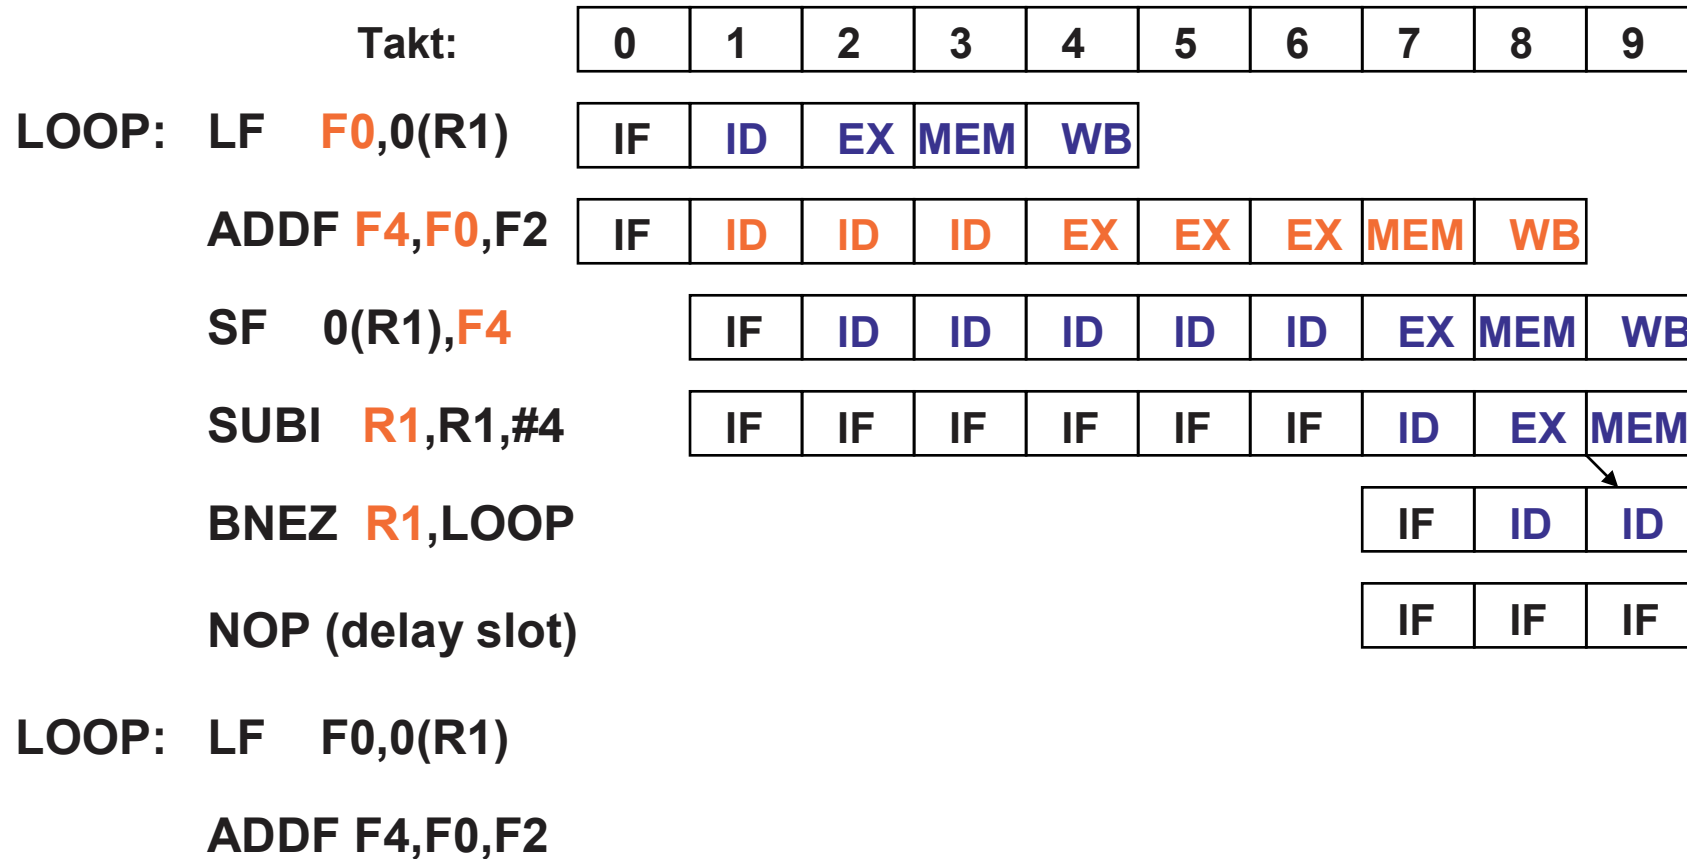 Takt: 0 1 2 3 4 5 6 7 8 9
LOOP: LF F0,0(R1) IF ID EX MEM WB
ADDF F4,F0,F2 IF ID ID ID EX EX EX MEM WB
SF 0(R1),F4 IF ID ID ID ID ID EX MEM WB
SUBI R1,R1,#4 IF IF IF IF IF IF ID EX MEM
BNEZ R1,LOOP IF ID ID
NOP (delay slot) IF IF IF
LOOP: LF F0,0(R1)
ADDF F4,F0,F2